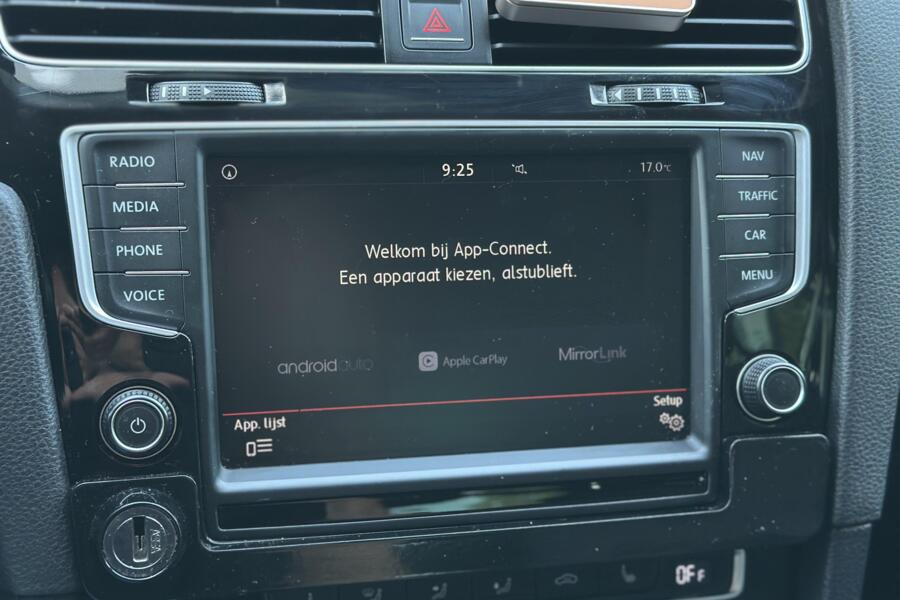 9:25
17.0°C
RADIO
MEDIA
PHONE
VOICE
NAV
TRAFFIC
CAR
MENU
Welkom bij App-Connect.
Een apparaat kiezen, alstublieft.
androidauto
Apple CarPlay
MirrorLink
App. lijst
Setup
OFF